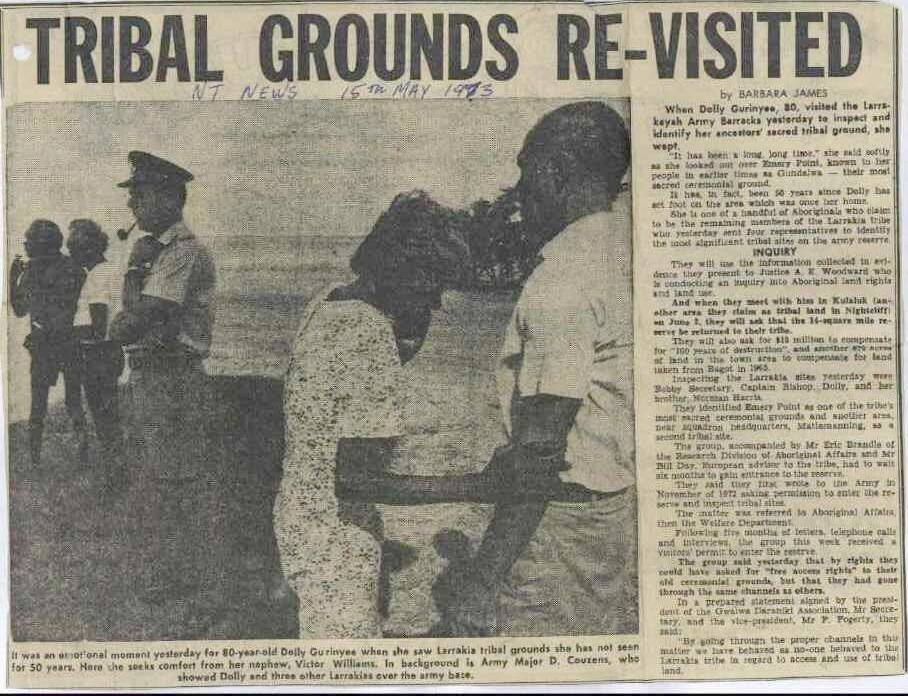 TRIBAL GROUNDS RE-VISITED
NT NEWS 15th MAY 1973
by BARBARA JAMES
When Dolly Gurinyee, 80, visited the Larra-
keyah Army Barracks yesterday to inspect and
identify her ancestors' sacred tribal ground, she
wept.
"It has been a long, long time," she said softly
as she looked out over Emery Point, known to her
people in earlier times as Gundalwa — their most
sacred ceremonial ground.
It has, in fact, been 50 years since Dolly has
set foot on the area which was once her home.
She is one of a handful of Aboriginals who claim
to be the remaining members of the Larrakia tribe
who yesterday sent four representatives to identify
the most significant tribal sites on the army reserve.
INQUIRY
They will use the information collected in evi-
dence they present to Justice A. E. Woodward who
is conducting an inquiry into Aboriginal land rights
and land use.
And when they meet with him in Kulaluk (an-
other area they claim as tribal land in Nightcliff)
on June 2, they will ask that the 14-square mile re-
serve be returned to their tribe.
They will also ask for million to compensate
for "100 years of destruction", and another acres
of land in the town area to compensate for land
taken from Bagot in 1965.
Inspecting the Larrakia sites yesterday were
Bobby Secretary, Captain Bishop, Dolly, and her
brother, Norman Harris.
They identified Emery Point as one of the tribe's
most sacred ceremonial grounds and another area,
near squadron headquarters, Matlamanning, as a
second tribal site.
The group, accompanied by Mr Eric Brandle of
the Research Division of Aboriginal Affairs and Mr
Bill Day, European advisor to the tribe, had to wait
six months to gain entrance to the reserve.
They said they first wrote to the Army in
November of 1972 asking permission to enter the re-
serve and inspect tribal sites.
The matter was referred to Aboriginal Affairs,
then the Welfare Department.
Following five months of letters, telephone calls
and interviews, the group this week received a
visitors' permit to enter the reserve.
The group said yesterday that by rights they
could have asked for "free access rights" to their
old ceremonial grounds, but that they had gone
through the same channels as others.
In a prepared statement signed by the presi-
dent of the Gwalwa Daraniki Association, Mr Secre-
tary, and the vice-president, Mr F. Fogerty, they
said:
"By going through the proper channels in this
matter we have behaved as no-one behaved to the
Larrakia tribe in regard to access and use of tribal
land.
It was an emotional moment yesterday for 80-year-old Dolly Gurinyee when she saw Larrakia tribal grounds she has not seen
for 50 years. Here she seeks comfort from her nephew, Victor Williams. In background is Army Major D. Couzens, who
showed Dolly and three other Larrakias over the army base.